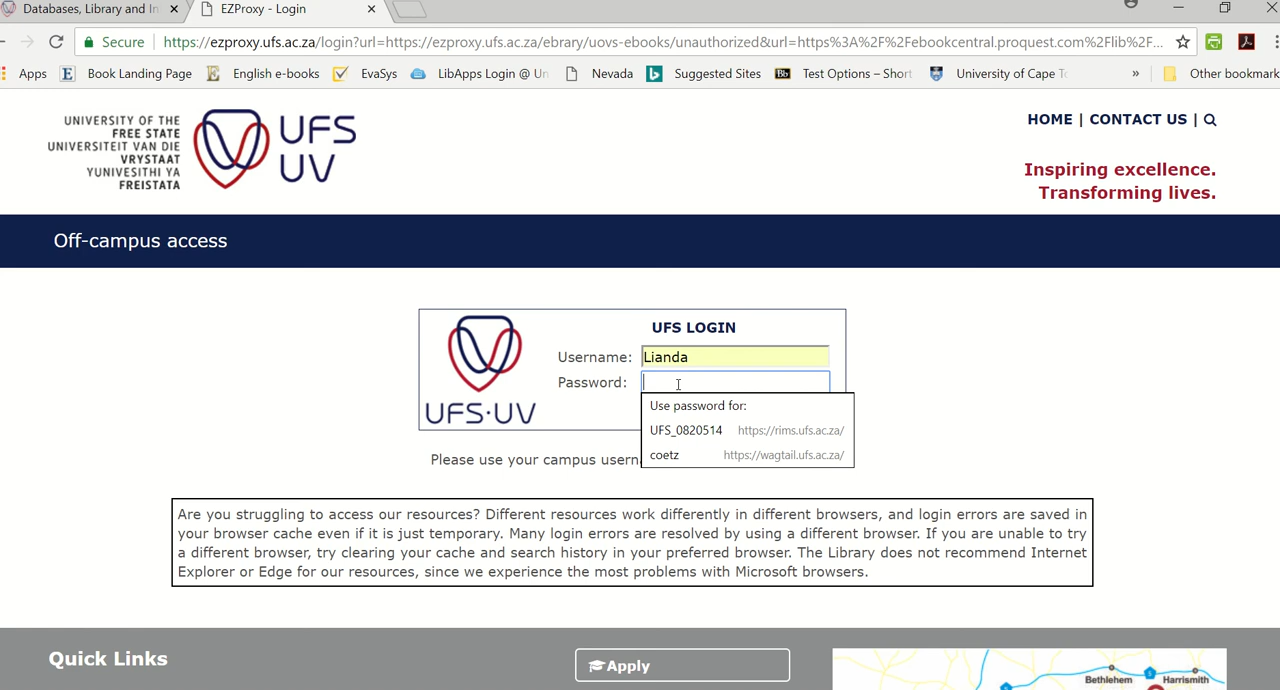 Databases, Library and In
EZProxy - Login
Secure
https://ezproxy.ufs.ac.za/login?url=https://ezproxy.ufs.ac.za/ebrary/uovs-ebooks/unauthorized&url=https%3A%2F%2Febookcentral.proquest.com%2Flib%2F...
Apps
E Book Landing Page
English e-books
EvaSys
LibApps Login @ Un
Nevada
Suggested Sites
Bb Test Options – Short
University of Cape To
»
Other bookmark
UNIVERSITY OF THE
FREE STATE
UNIVERSITEIT VAN DIE
VRYSTAAT
YUNIVESITHI YA
FREISTATA
UFS
UV
HOME | CONTACT US |
Inspiring excellence.
Transforming lives.
Off-campus access
UFS·UV
UFS LOGIN
Username: Lianda
Password:
Use password for:
UFS_0820514 https://rims.ufs.ac.za/
coetz https://wagtail.ufs.ac.za/
Please use your campus usern
Are you struggling to access our resources? Different resources work differently in different browsers, and login errors are saved in
your browser cache even if it is just temporary. Many login errors are resolved by using a different browser. If you are unable to try
a different browser, try clearing your cache and search history in your preferred browser. The Library does not recommend Internet
Explorer or Edge for our resources, since we experience the most problems with Microsoft browsers.
Quick Links
Apply
Bethlehem
Harrismith